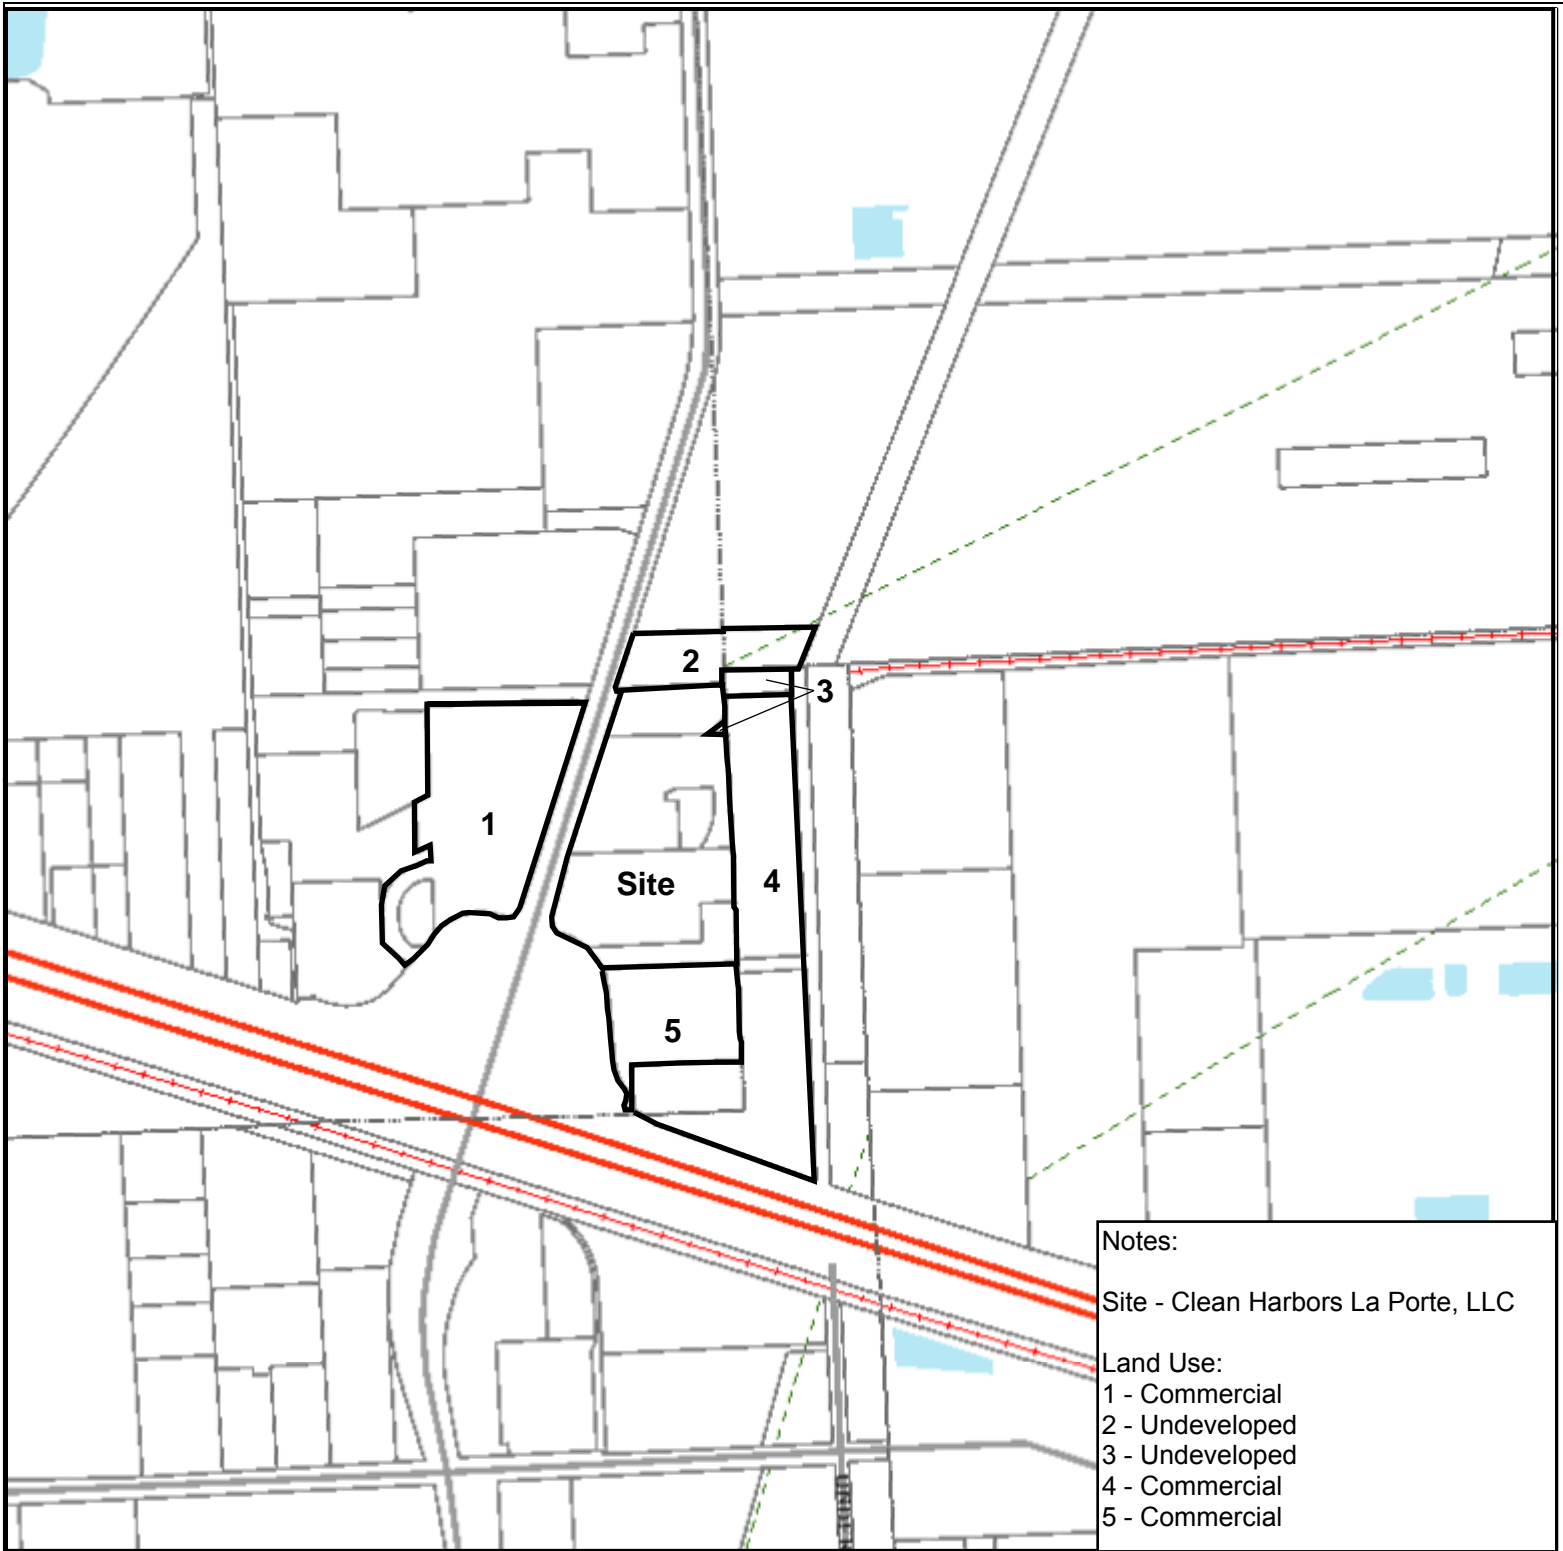 2
3
1
Site
4
5
Notes:
Site - Clean Harbors La Porte, LLC
Land Use:
1 - Commercial
2 - Undeveloped
3 - Undeveloped
4 - Commercial
5 - Commercial